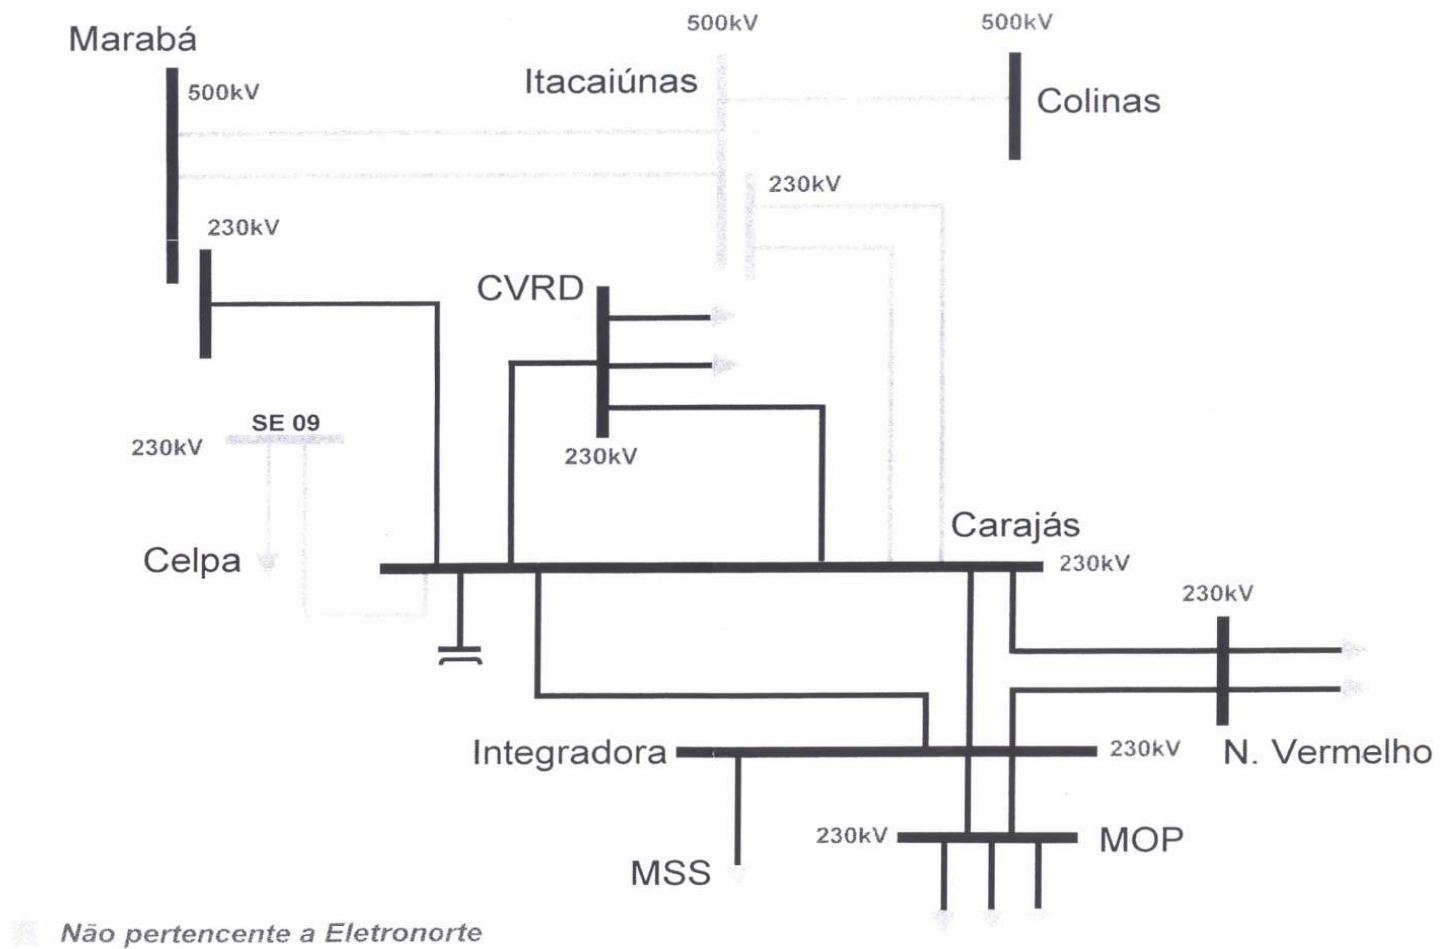 500kV
500kV
Marabá
Itacaiúnas
500kV
Colinas
230kV
230kV
CVRD
SE 09
230kV
230kV
Carajás
Celpa
230kV
230kV
Integradora
230kV
N. Vermelho
230kV
MOP
MSS
Não pertencente a Eletronorte